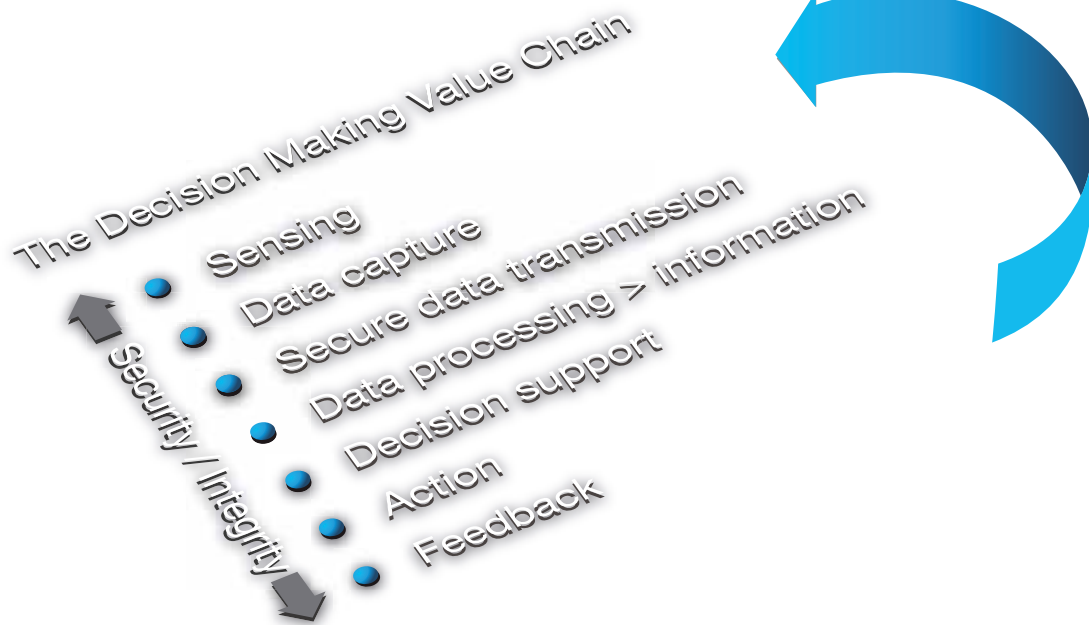 The Decision Making Value Chain
Sensing
Data capture
Secure data transmission
Data processing > information
Decision support
Action
Feedback
Security / Integrity